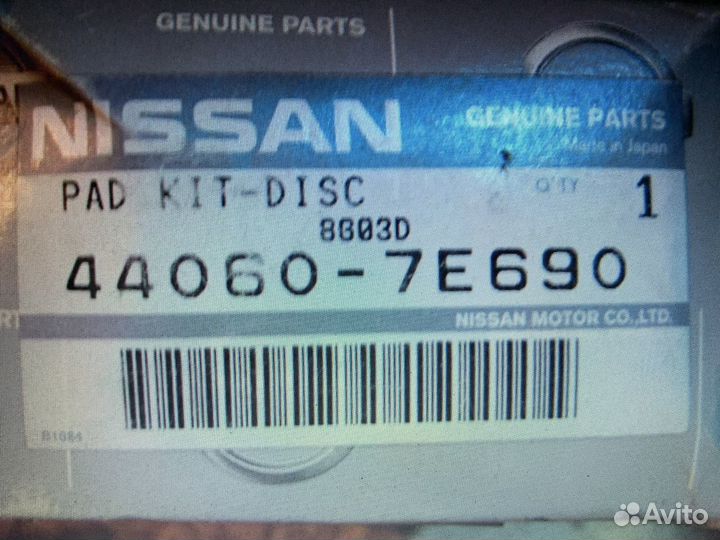 GENUINE PARTS
NISSAN GENUINE PARTS
Made in Japan
PAD KIT-DISC Q'TY 1
8803D
44060-7E690
NISSAN MOTOR CO.,LTD.
B1684
Avito